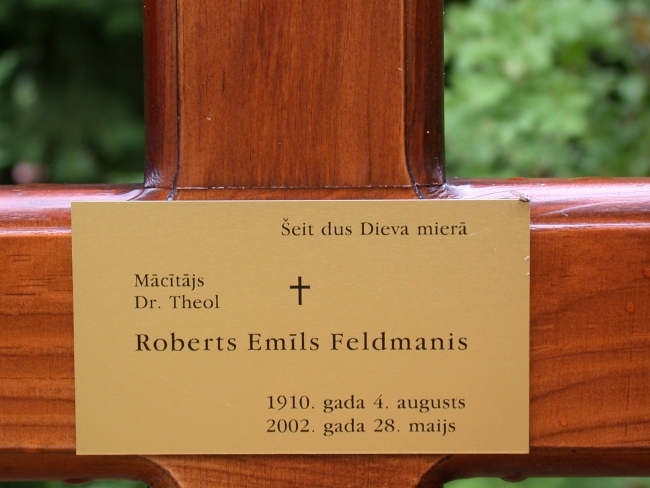 Šeit dus Dieva mierā
Mācītājs
Dr. Theol
Roberts Emīls Feldmanis
1910. gada 4. augusts
2002. gada 28. maijs